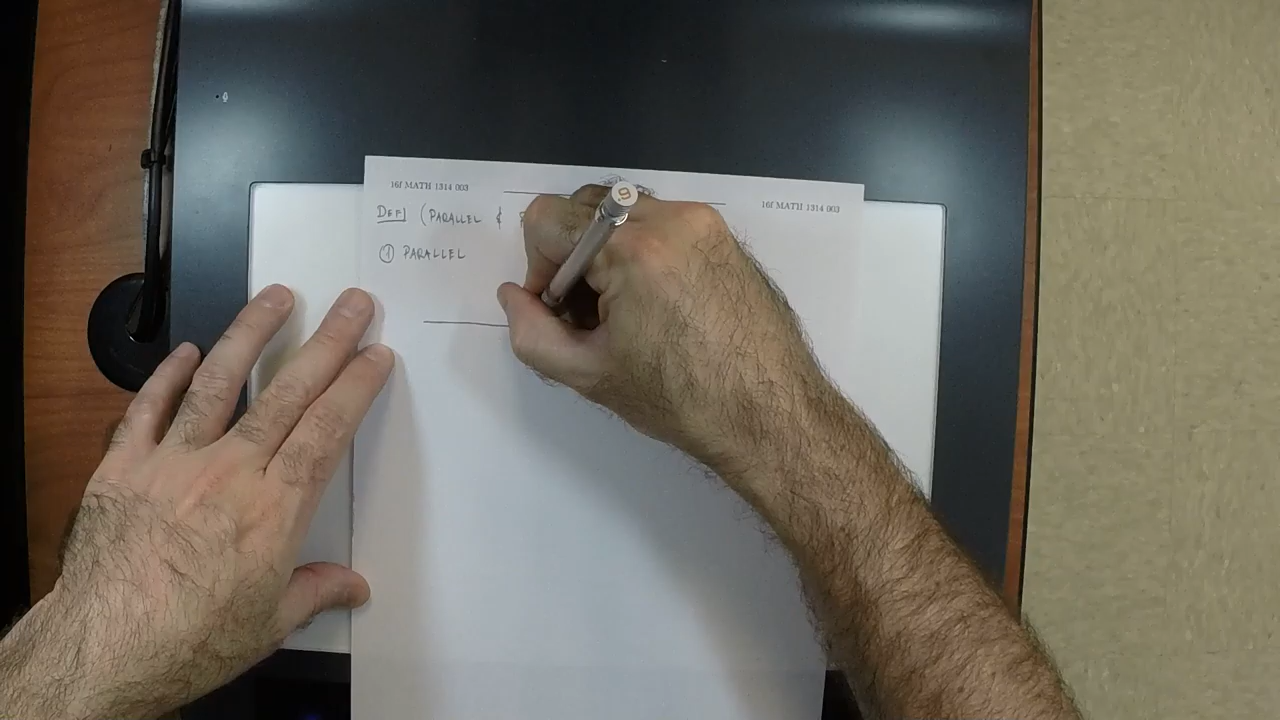 16f MATH 1314 003
16f MATH 1314 003
DEF] (PARALLEL &
① PARALLEL